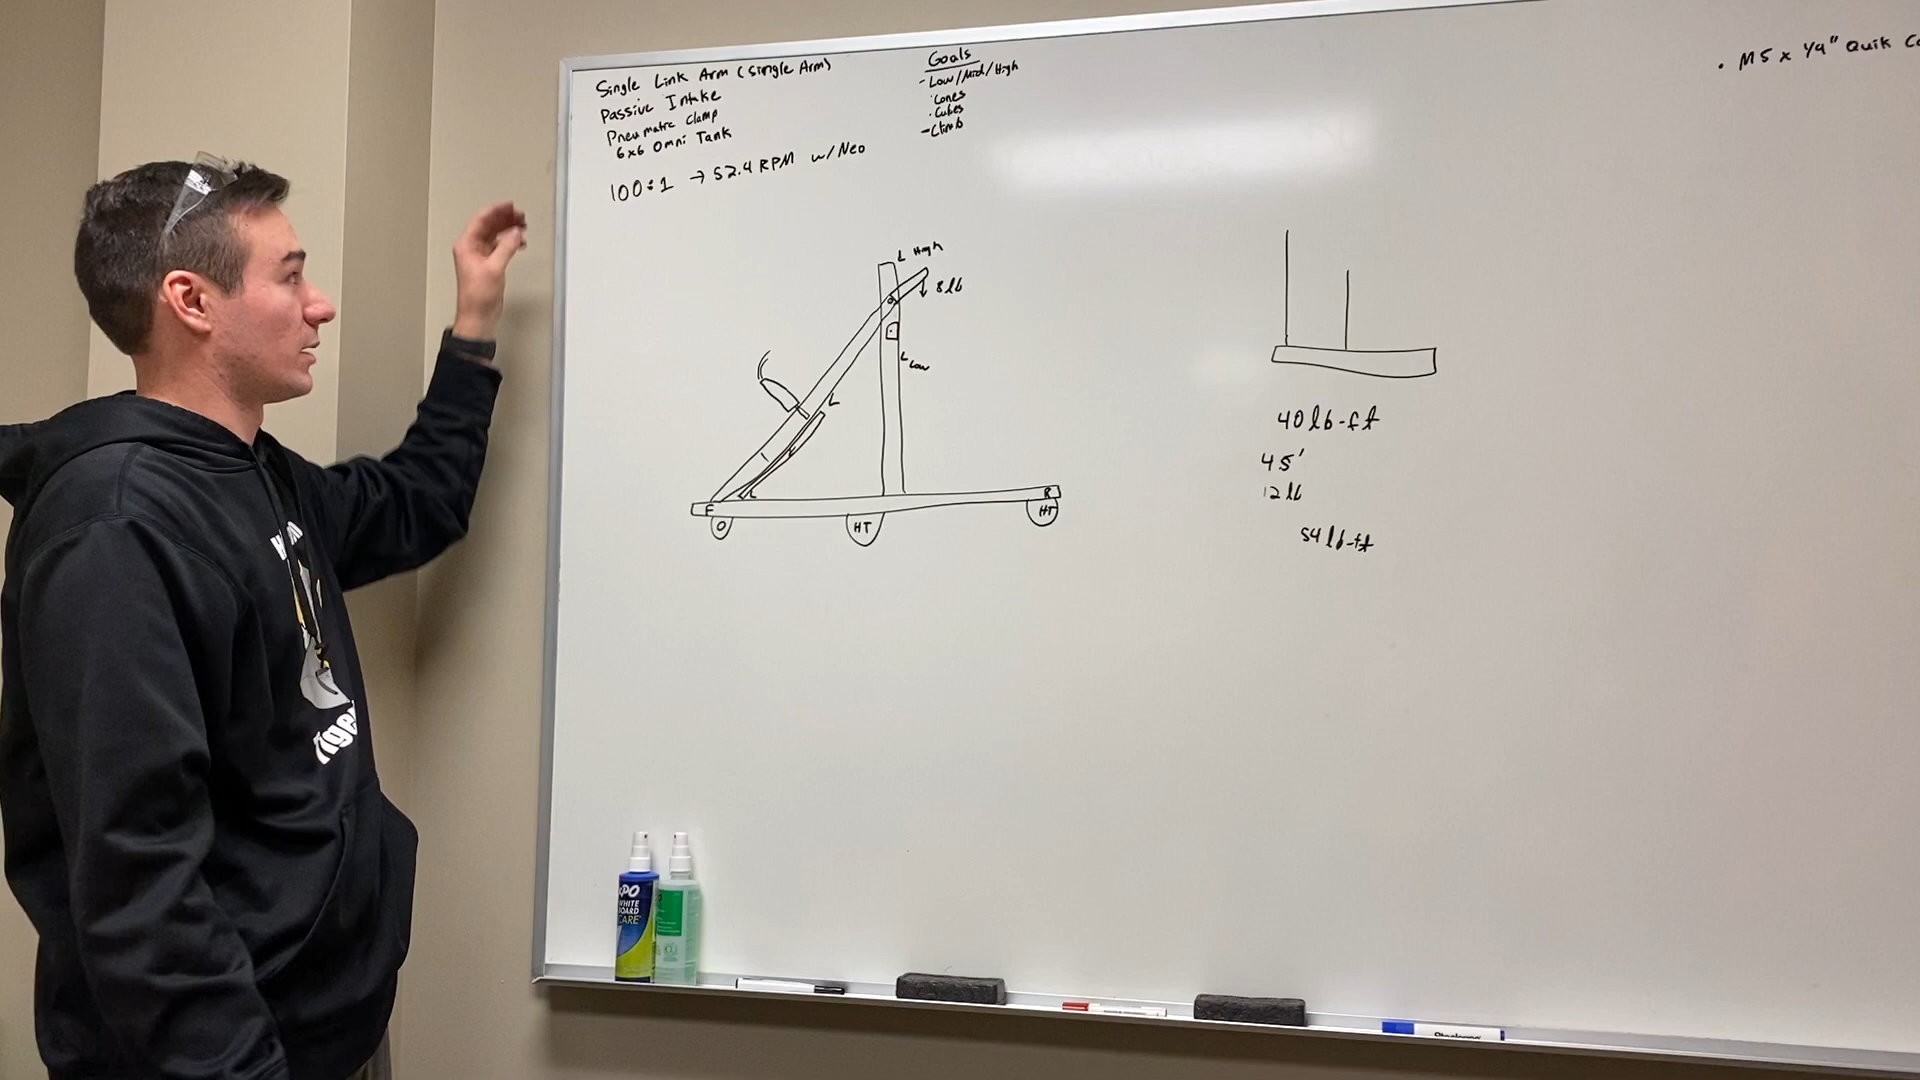 Single Link Arm (Single Arm)
Passive Intake
Pneumatic Clamp
6x6 Omni Tank
100:1 → 52.4 RPM w/ Neo
Goals
- Low/Mid/High
· Cones
· Cubes
- Climb
• M5 x 1/4" Quik
L High
8 lb
L Low
L
L
F
R
O
HT
HT
40 lb-ft
45'
12 lb
54 lb-ft
Tiger
EXPO
WHITE
BOARD
CARE